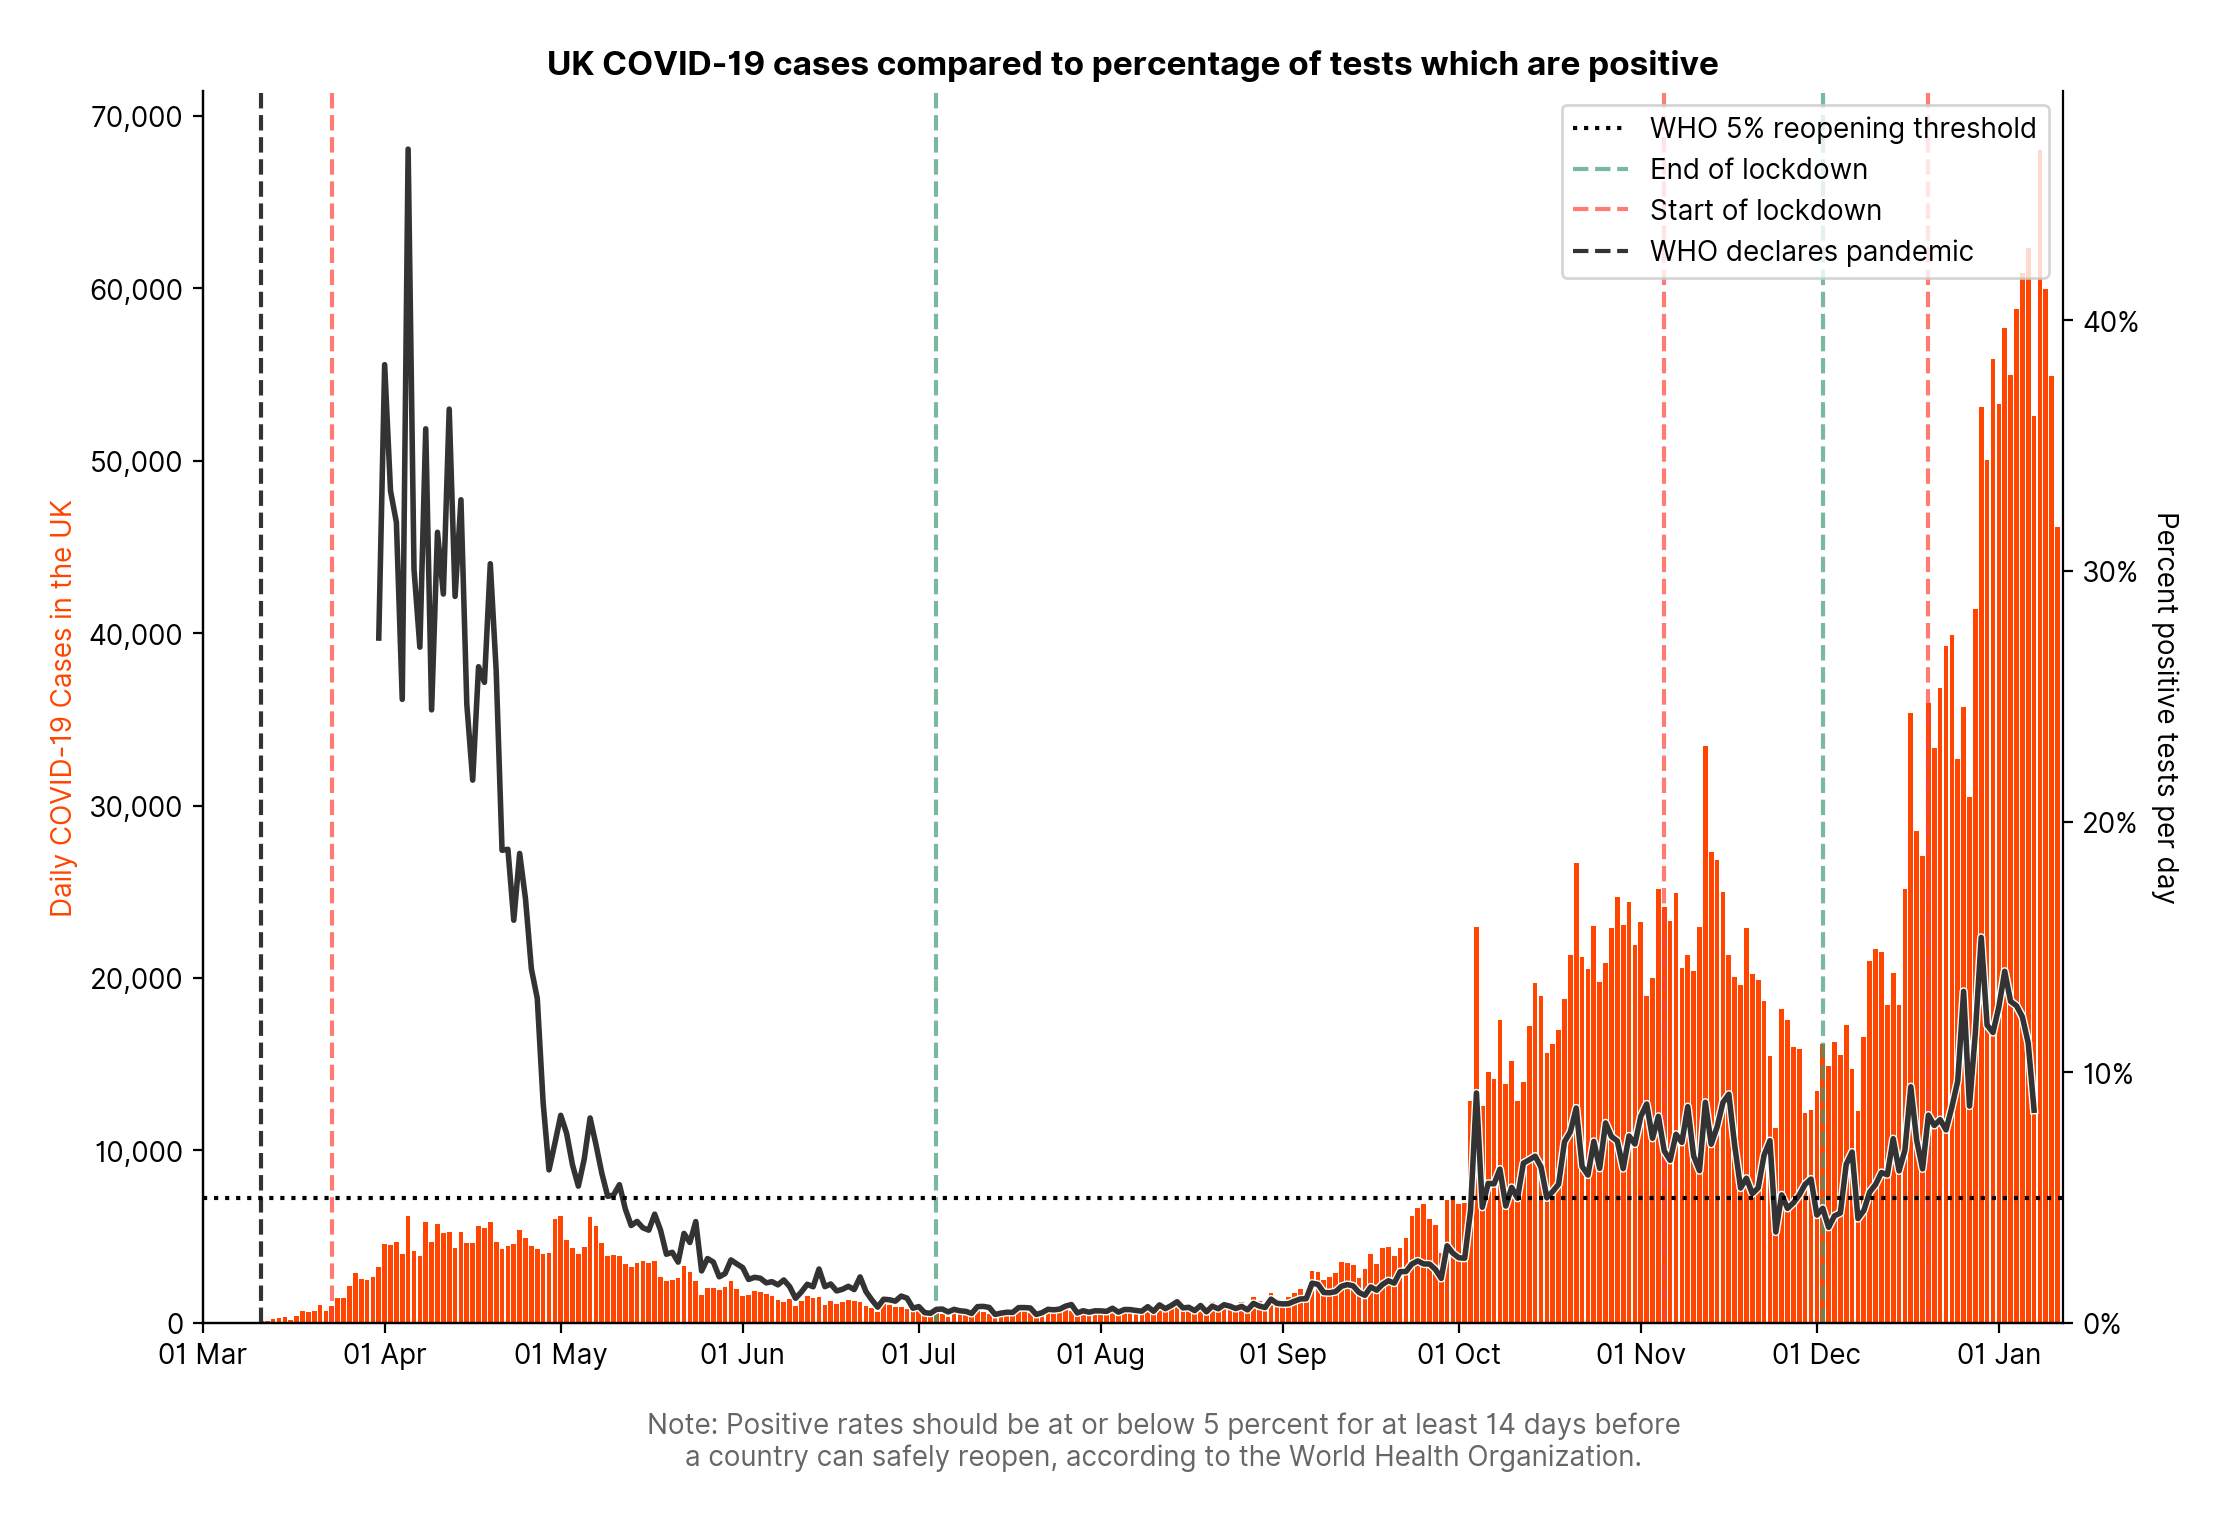 UK COVID-19 cases compared to percentage of tests which are positive
70,000
60,000
50,000
40,000
30,000
20,000
10,000
0
Daily COVID-19 Cases in the UK
WHO 5% reopening threshold
End of lockdown
Start of lockdown
WHO declares pandemic
40%
30%
20%
10%
0%
Percent positive tests per day
01 Mar
01 Apr
01 May
01 Jun
01 Jul
01 Aug
01 Sep
01 Oct
01 Nov
01 Dec
01 Jan
Note: Positive rates should be at or below 5 percent for at least 14 days before
a country can safely reopen, according to the World Health Organization.